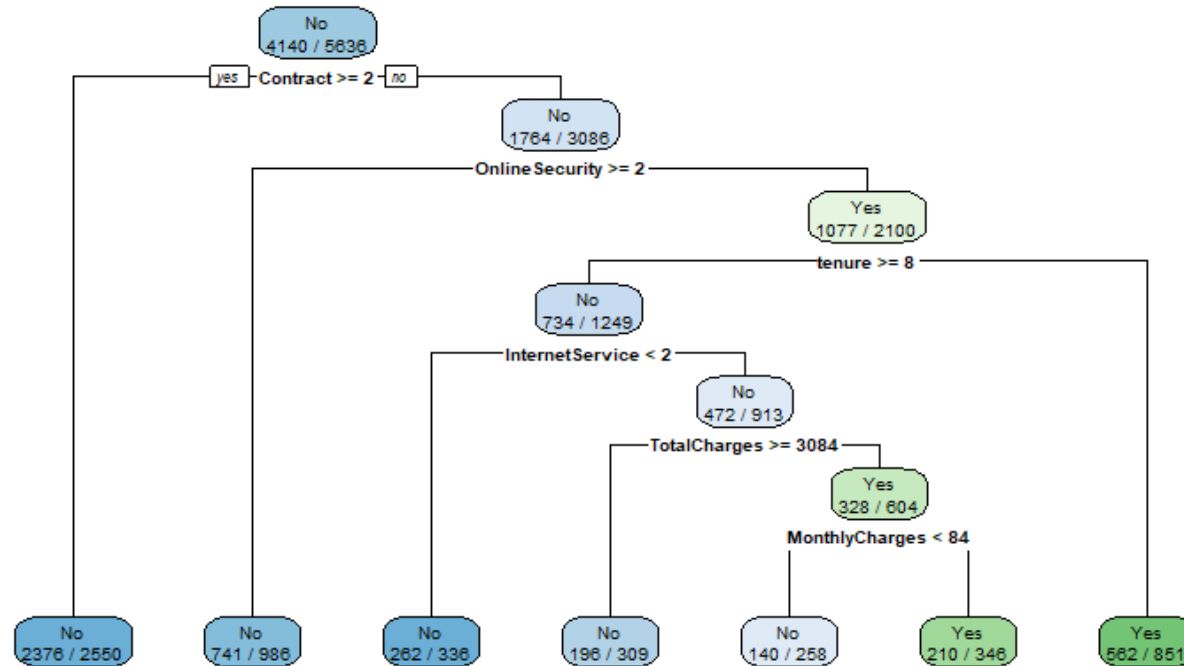 No
4140 / 5636
yes Contract >= 2 no
No
1764 / 3086
OnlineSecurity >= 2
Yes
1077 / 2100
tenure >= 8
No
734 / 1249
InternetService < 2
No
472 / 913
TotalCharges >= 3084
Yes
328 / 604
MonthlyCharges < 84
No
2376 / 2550
No
741 / 986
No
262 / 336
No
196 / 309
No
140 / 258
Yes
210 / 346
Yes
562 / 851